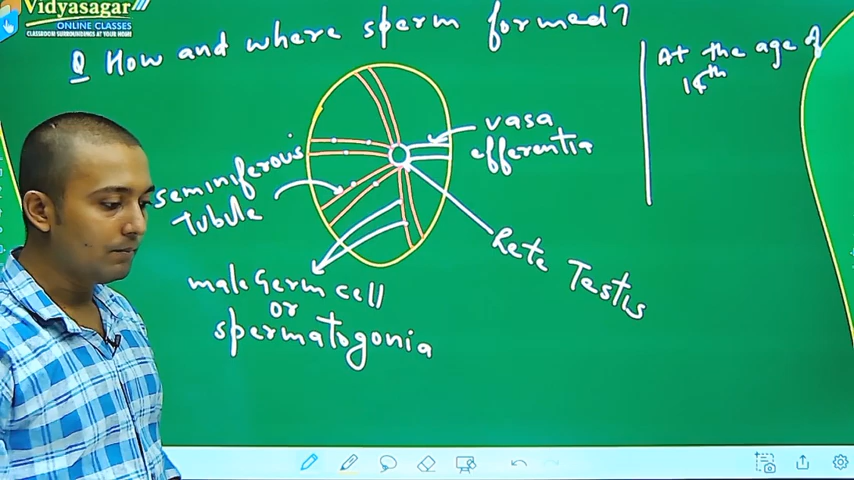 Vidyasagar
ONLINE CLASSES
CLASSROOM SURROUNDINGS AT YOUR HOME
Q How and where sperm formed?
At the age of
14th
vasa
efferentia
seminiferous
Tubule
Rete Testis
male Germ cell
or
spermatogonia